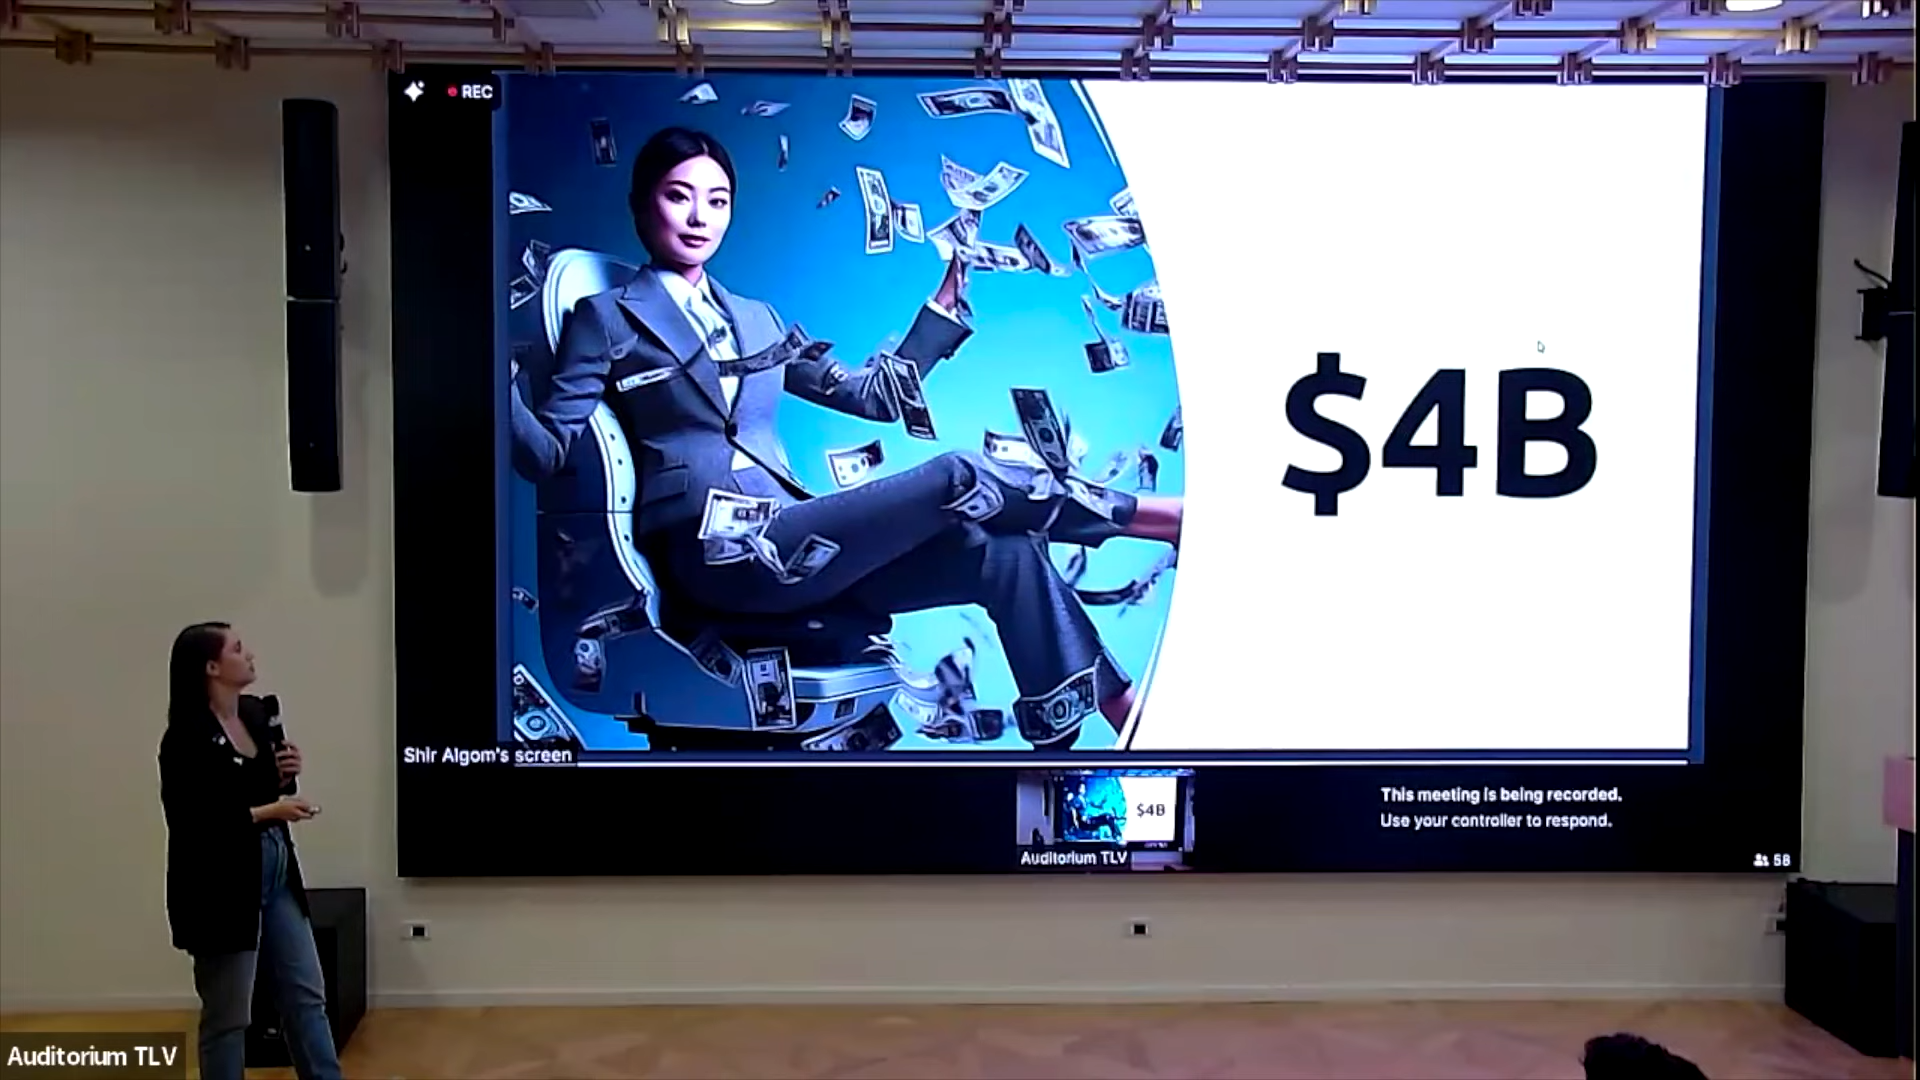 REC
$4B
Shir Algom's screen
$4B
Auditorium TLV
This meeting is being recorded.
Use your controller to respond.
58
Auditorium TLV